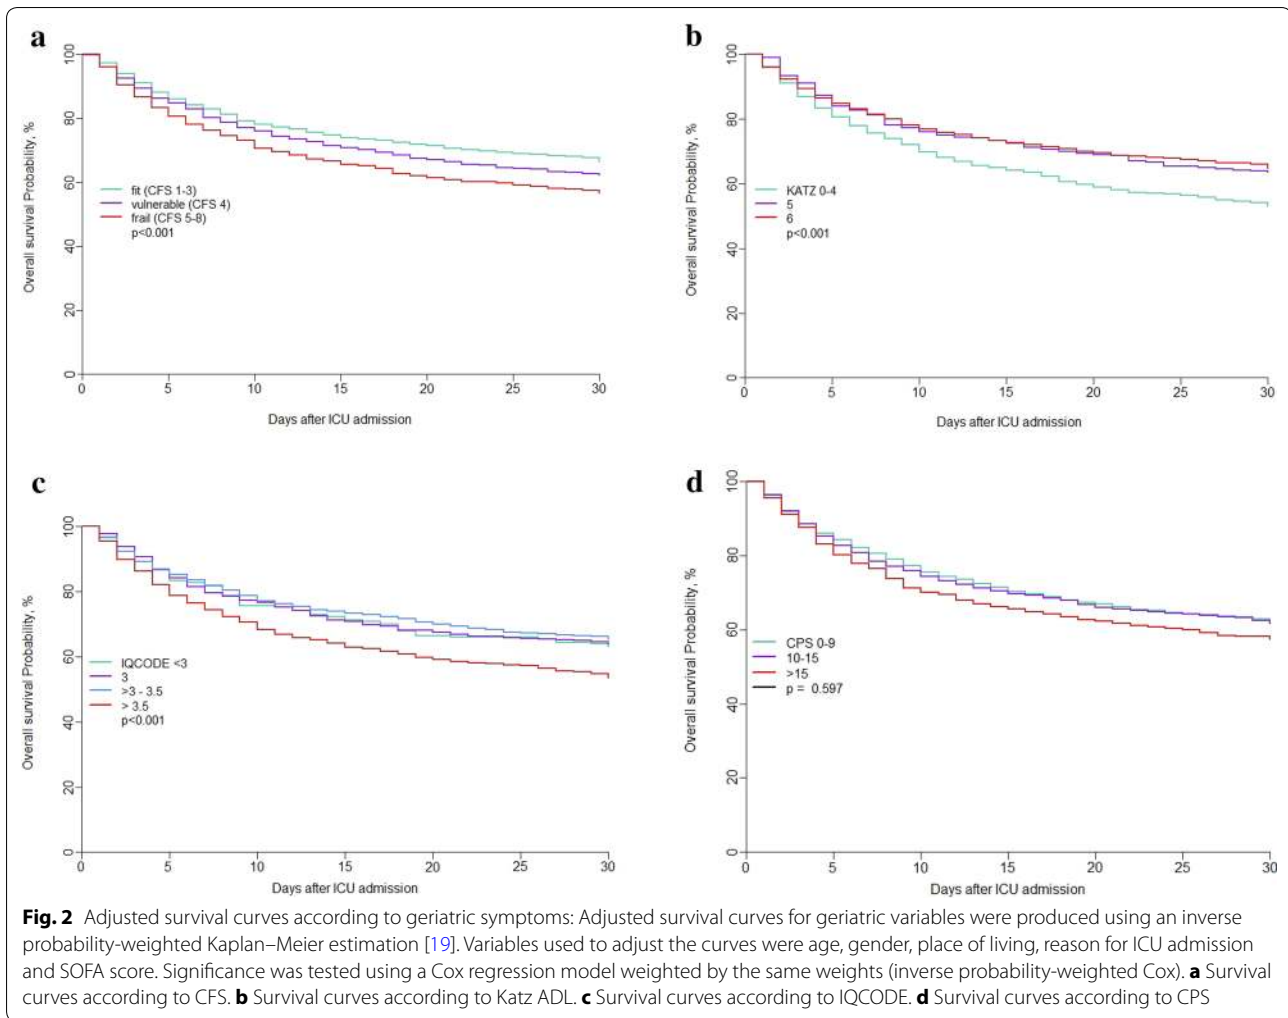 a
Overall survival Probability, %
100
80
60
40
20
0
fit (CFS 1-3)
vulnerable (CFS 4)
frail (CFS 5-8)
p<0.001
0 5 10 15 20 25 30
Days after ICU admission
b
Overall survival Probability, %
100
80
60
40
20
0
KATZ 0-4
5
6
p<0.001
0 5 10 15 20 25 30
Days after ICU admission
c
Overall survival Probability, %
100
80
60
40
20
0
IQCODE <3
3
>3 - 3.5
> 3.5
p<0.001
0 5 10 15 20 25 30
Days after ICU admission
d
Overall survival Probability, %
100
80
60
40
20
0
CPS 0-9
10-15
>15
p = 0.597
0 5 10 15 20 25 30
Days after ICU admission
Fig. 2 Adjusted survival curves according to geriatric symptoms: Adjusted survival curves for geriatric variables were produced using an inverse
probability-weighted Kaplan–Meier estimation [19]. Variables used to adjust the curves were age, gender, place of living, reason for ICU admission
and SOFA score. Significance was tested using a Cox regression model weighted by the same weights (inverse probability-weighted Cox). a Survival
curves according to CFS. b Survival curves according to Katz ADL. c Survival curves according to IQCODE. d Survival curves according to CPS